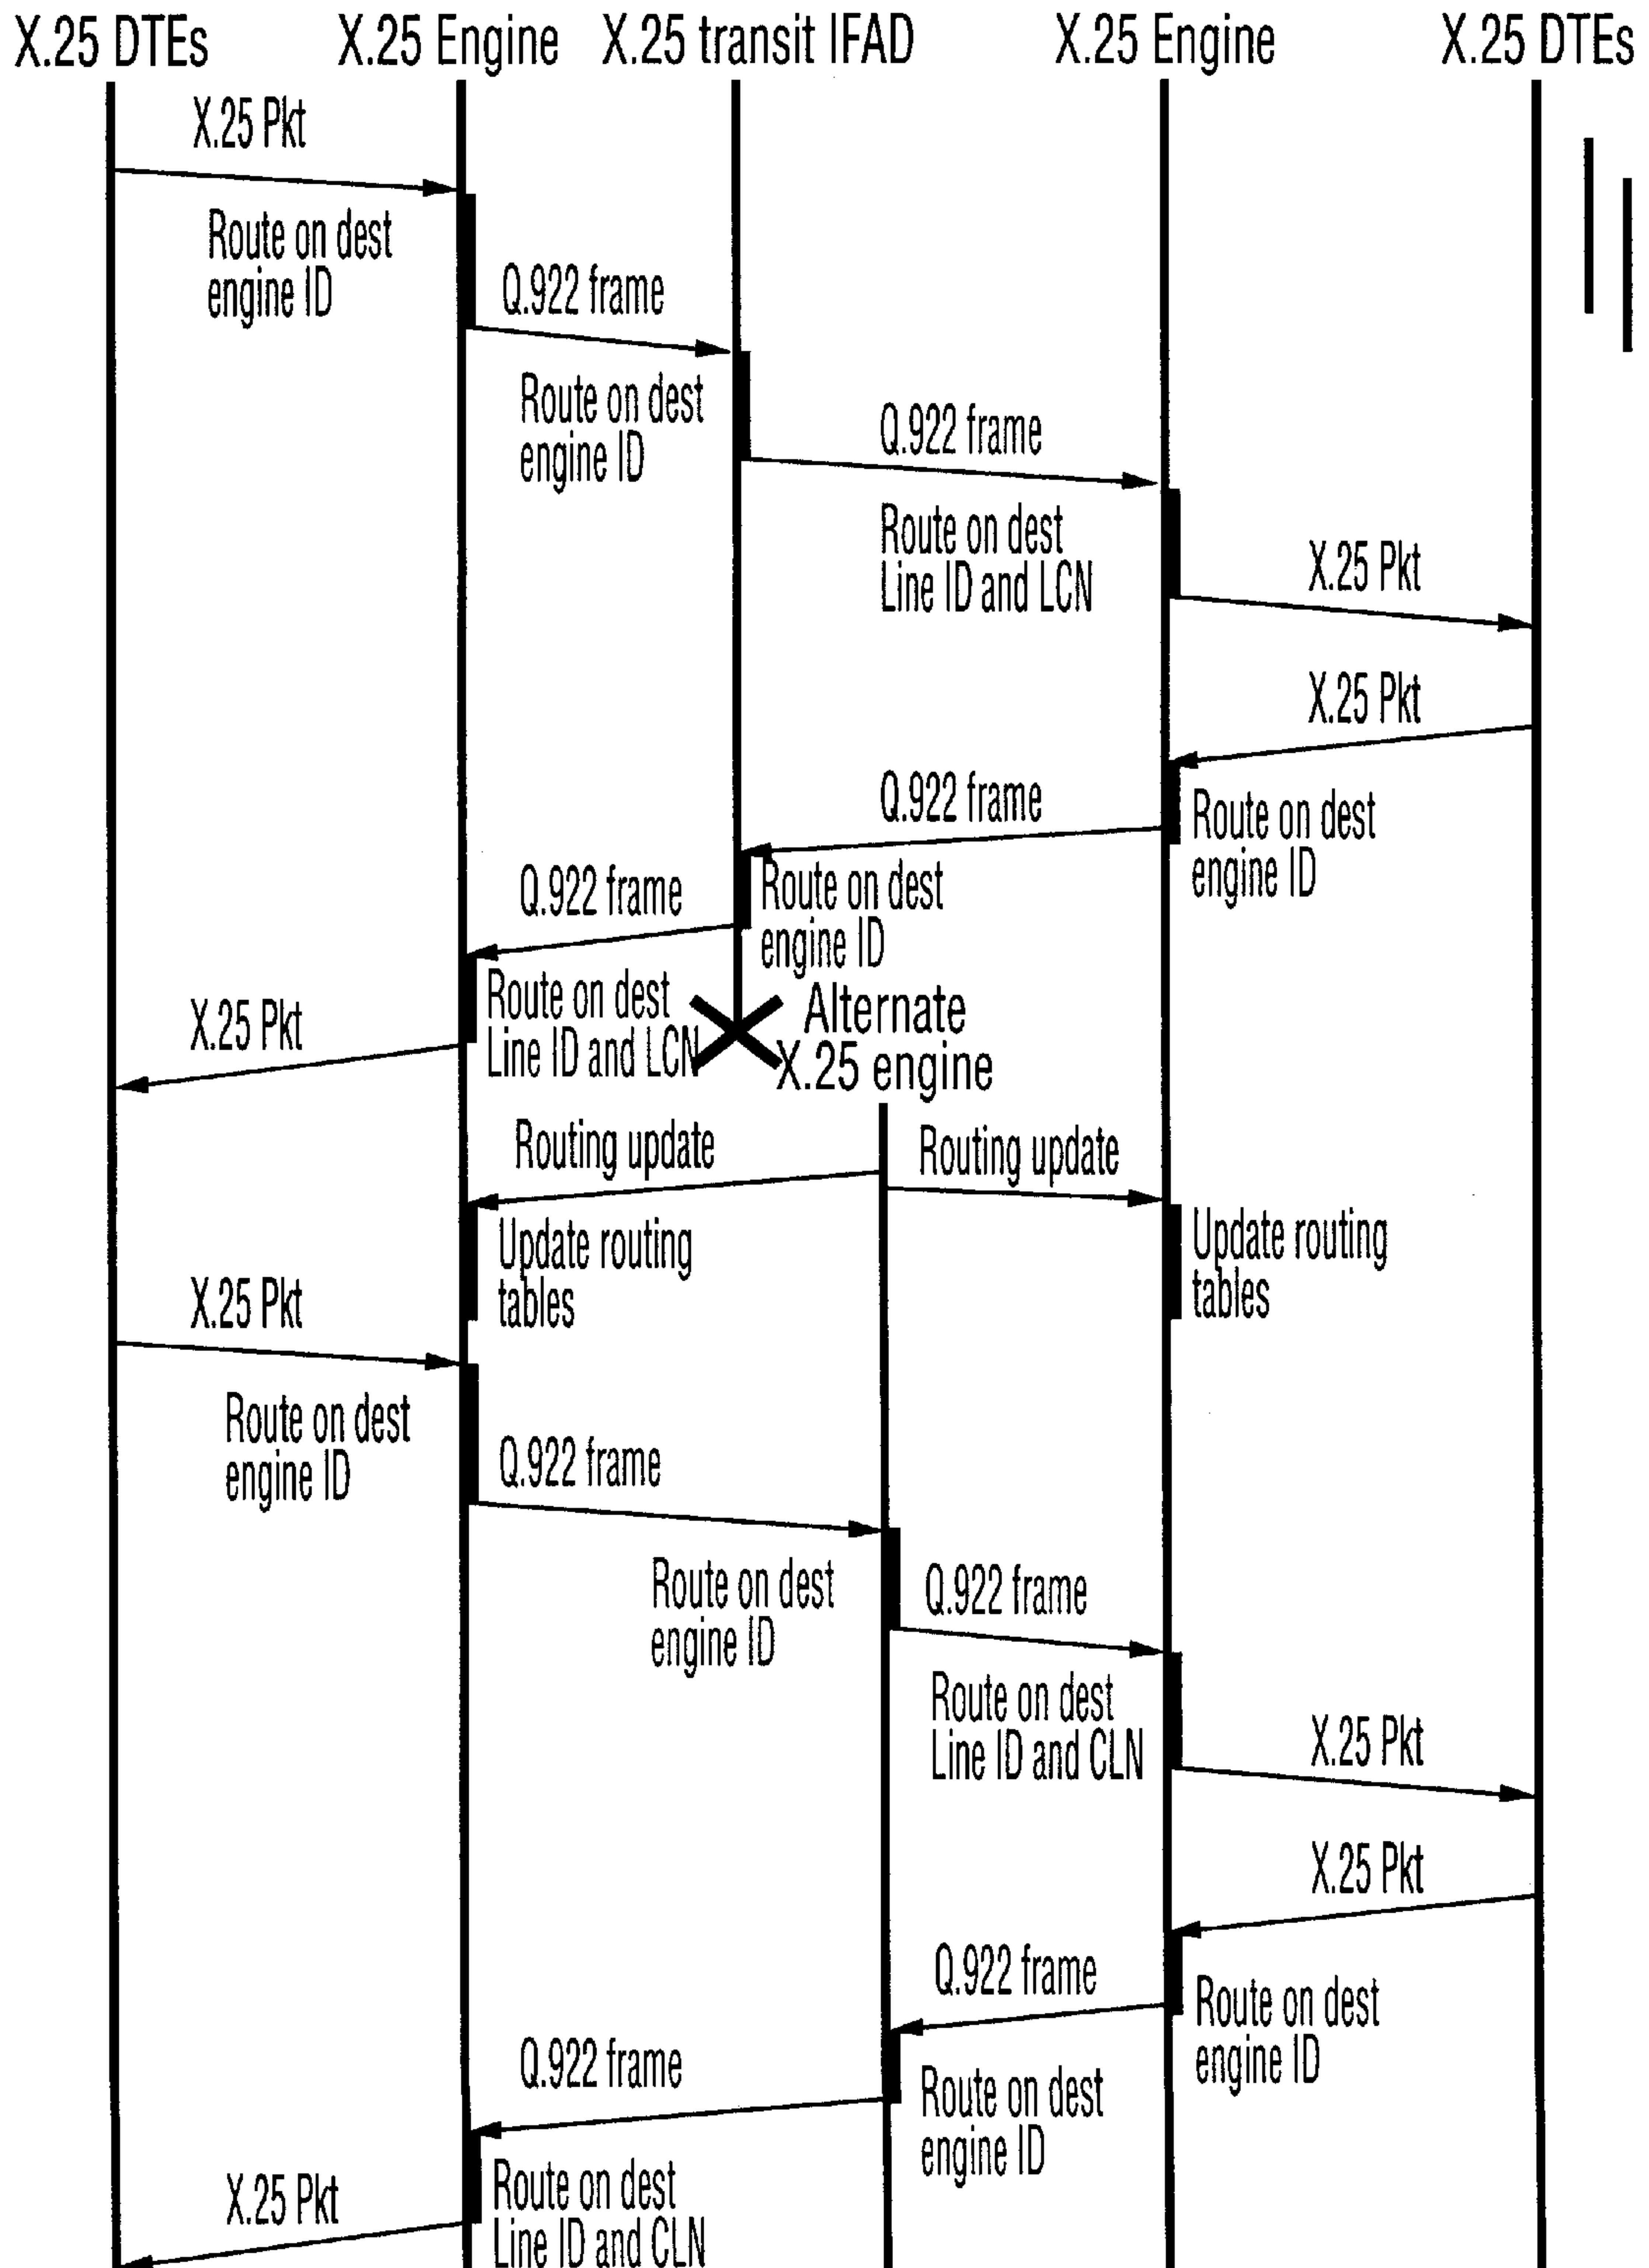 X.25 DTEs
X.25 Engine
X.25 transit IFAD
X.25 Engine
X.25 DTEs
X.25 Pkt
Route on dest
engine ID
Q.922 frame
Route on dest
engine ID
Q.922 frame
Route on dest
Line ID and LCN
X.25 Pkt
X.25 Pkt
Route on dest
engine ID
Q.922 frame
Route on dest
engine ID
Q.922 frame
Route on dest
Line ID and LCN
X.25 Pkt
Alternate
X.25 engine
Routing update
Routing update
Update routing
tables
Update routing
tables
X.25 Pkt
Route on dest
engine ID
Q.922 frame
Route on dest
engine ID
Q.922 frame
Route on dest
Line ID and CLN
X.25 Pkt
X.25 Pkt
Route on dest
engine ID
Q.922 frame
Route on dest
engine ID
Q.922 frame
Route on dest
Line ID and CLN
X.25 Pkt